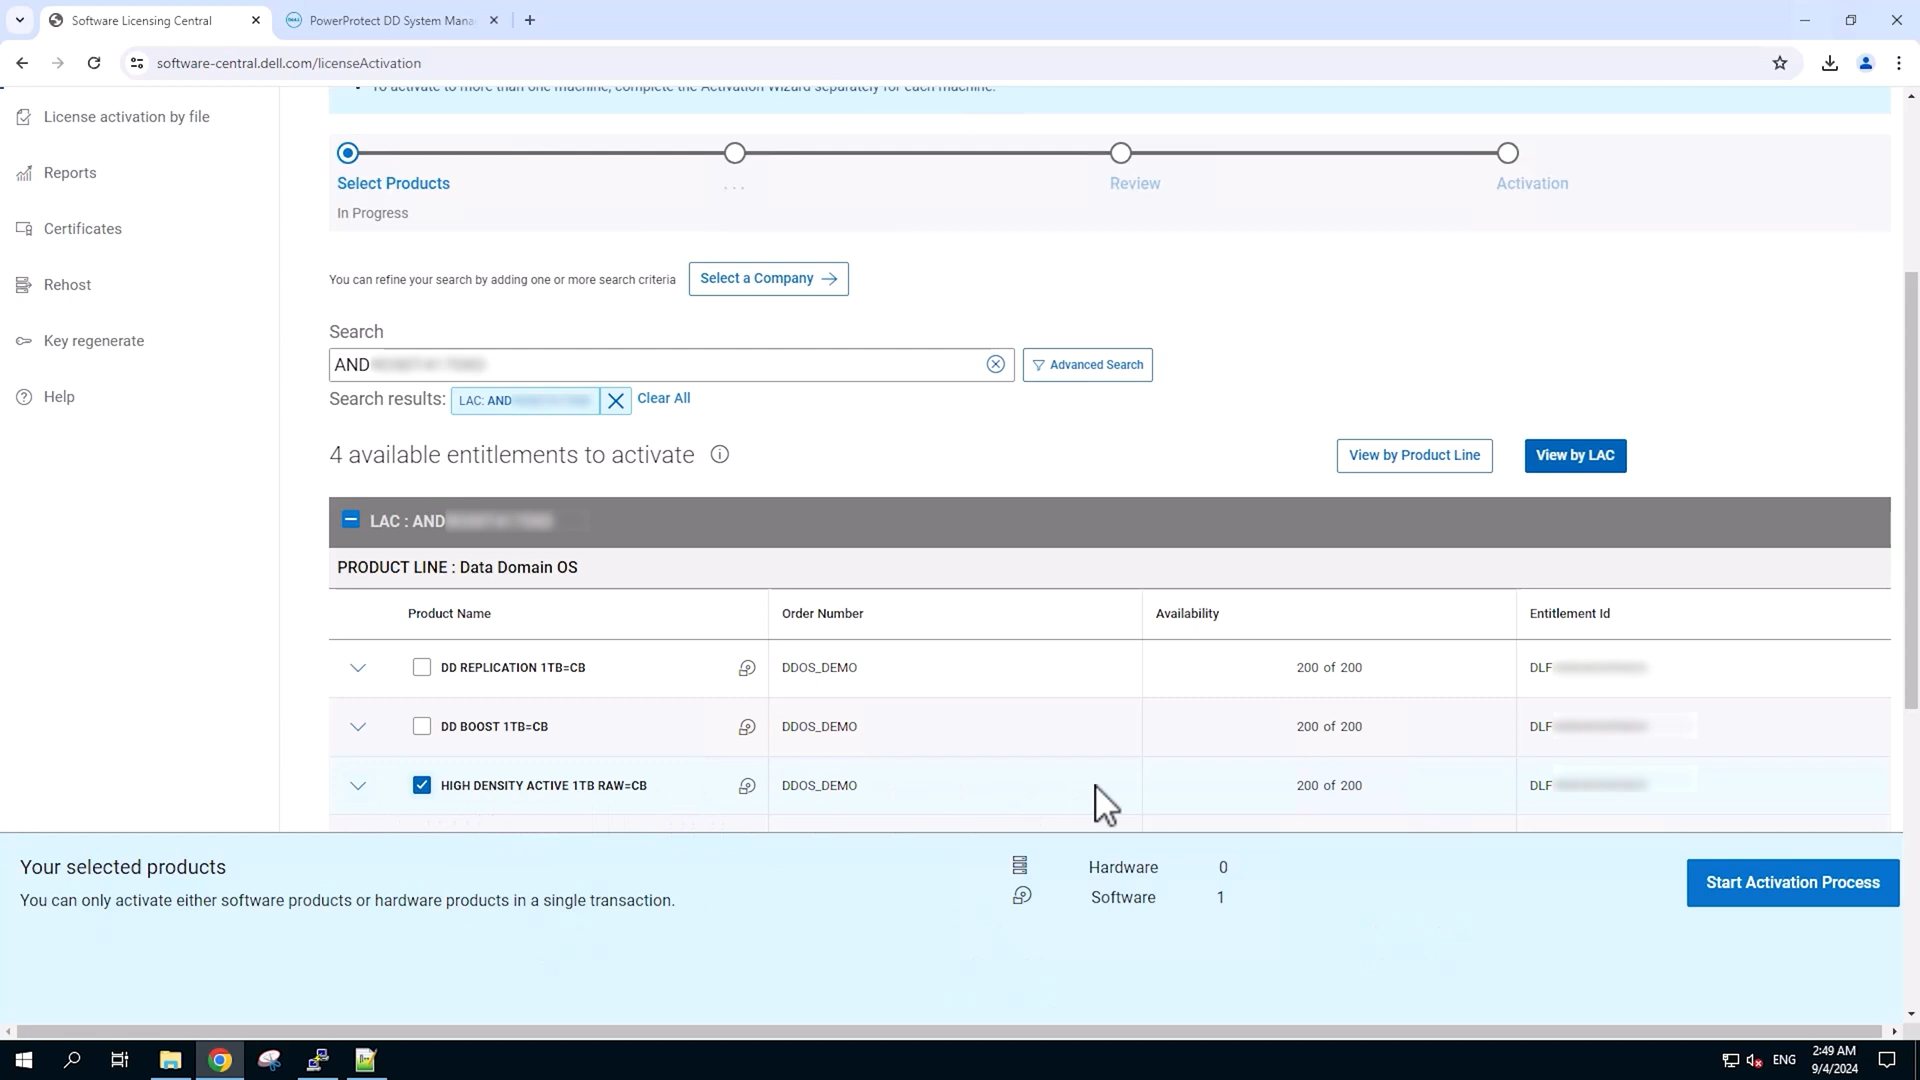 Software Licensing Central
PowerProtect DD System Mana
software-central.dell.com/licenseActivation
To activate to more than one machine, complete the Activation Wizard separately for each machine.
License activation by file
Reports
Certificates
Rehost
Key regenerate
Help
Select Products
. . .
Review
Activation
In Progress
You can refine your search by adding one or more search criteria
Select a Company
Search
AND
Advanced Search
Search results:
LAC: AND
Clear All
4 available entitlements to activate
View by Product Line
View by LAC
LAC : AND
PRODUCT LINE : Data Domain OS
Product Name
Order Number
Availability
Entitlement Id
DD REPLICATION 1TB=CB
DDOS_DEMO
200 of 200
DLF
DD BOOST 1TB=CB
DDOS_DEMO
200 of 200
DLF
HIGH DENSITY ACTIVE 1TB RAW=CB
DDOS_DEMO
200 of 200
DLF
Your selected products
You can only activate either software products or hardware products in a single transaction.
Hardware 0
Software 1
Start Activation Process
ENG
2:49 AM
9/4/2024